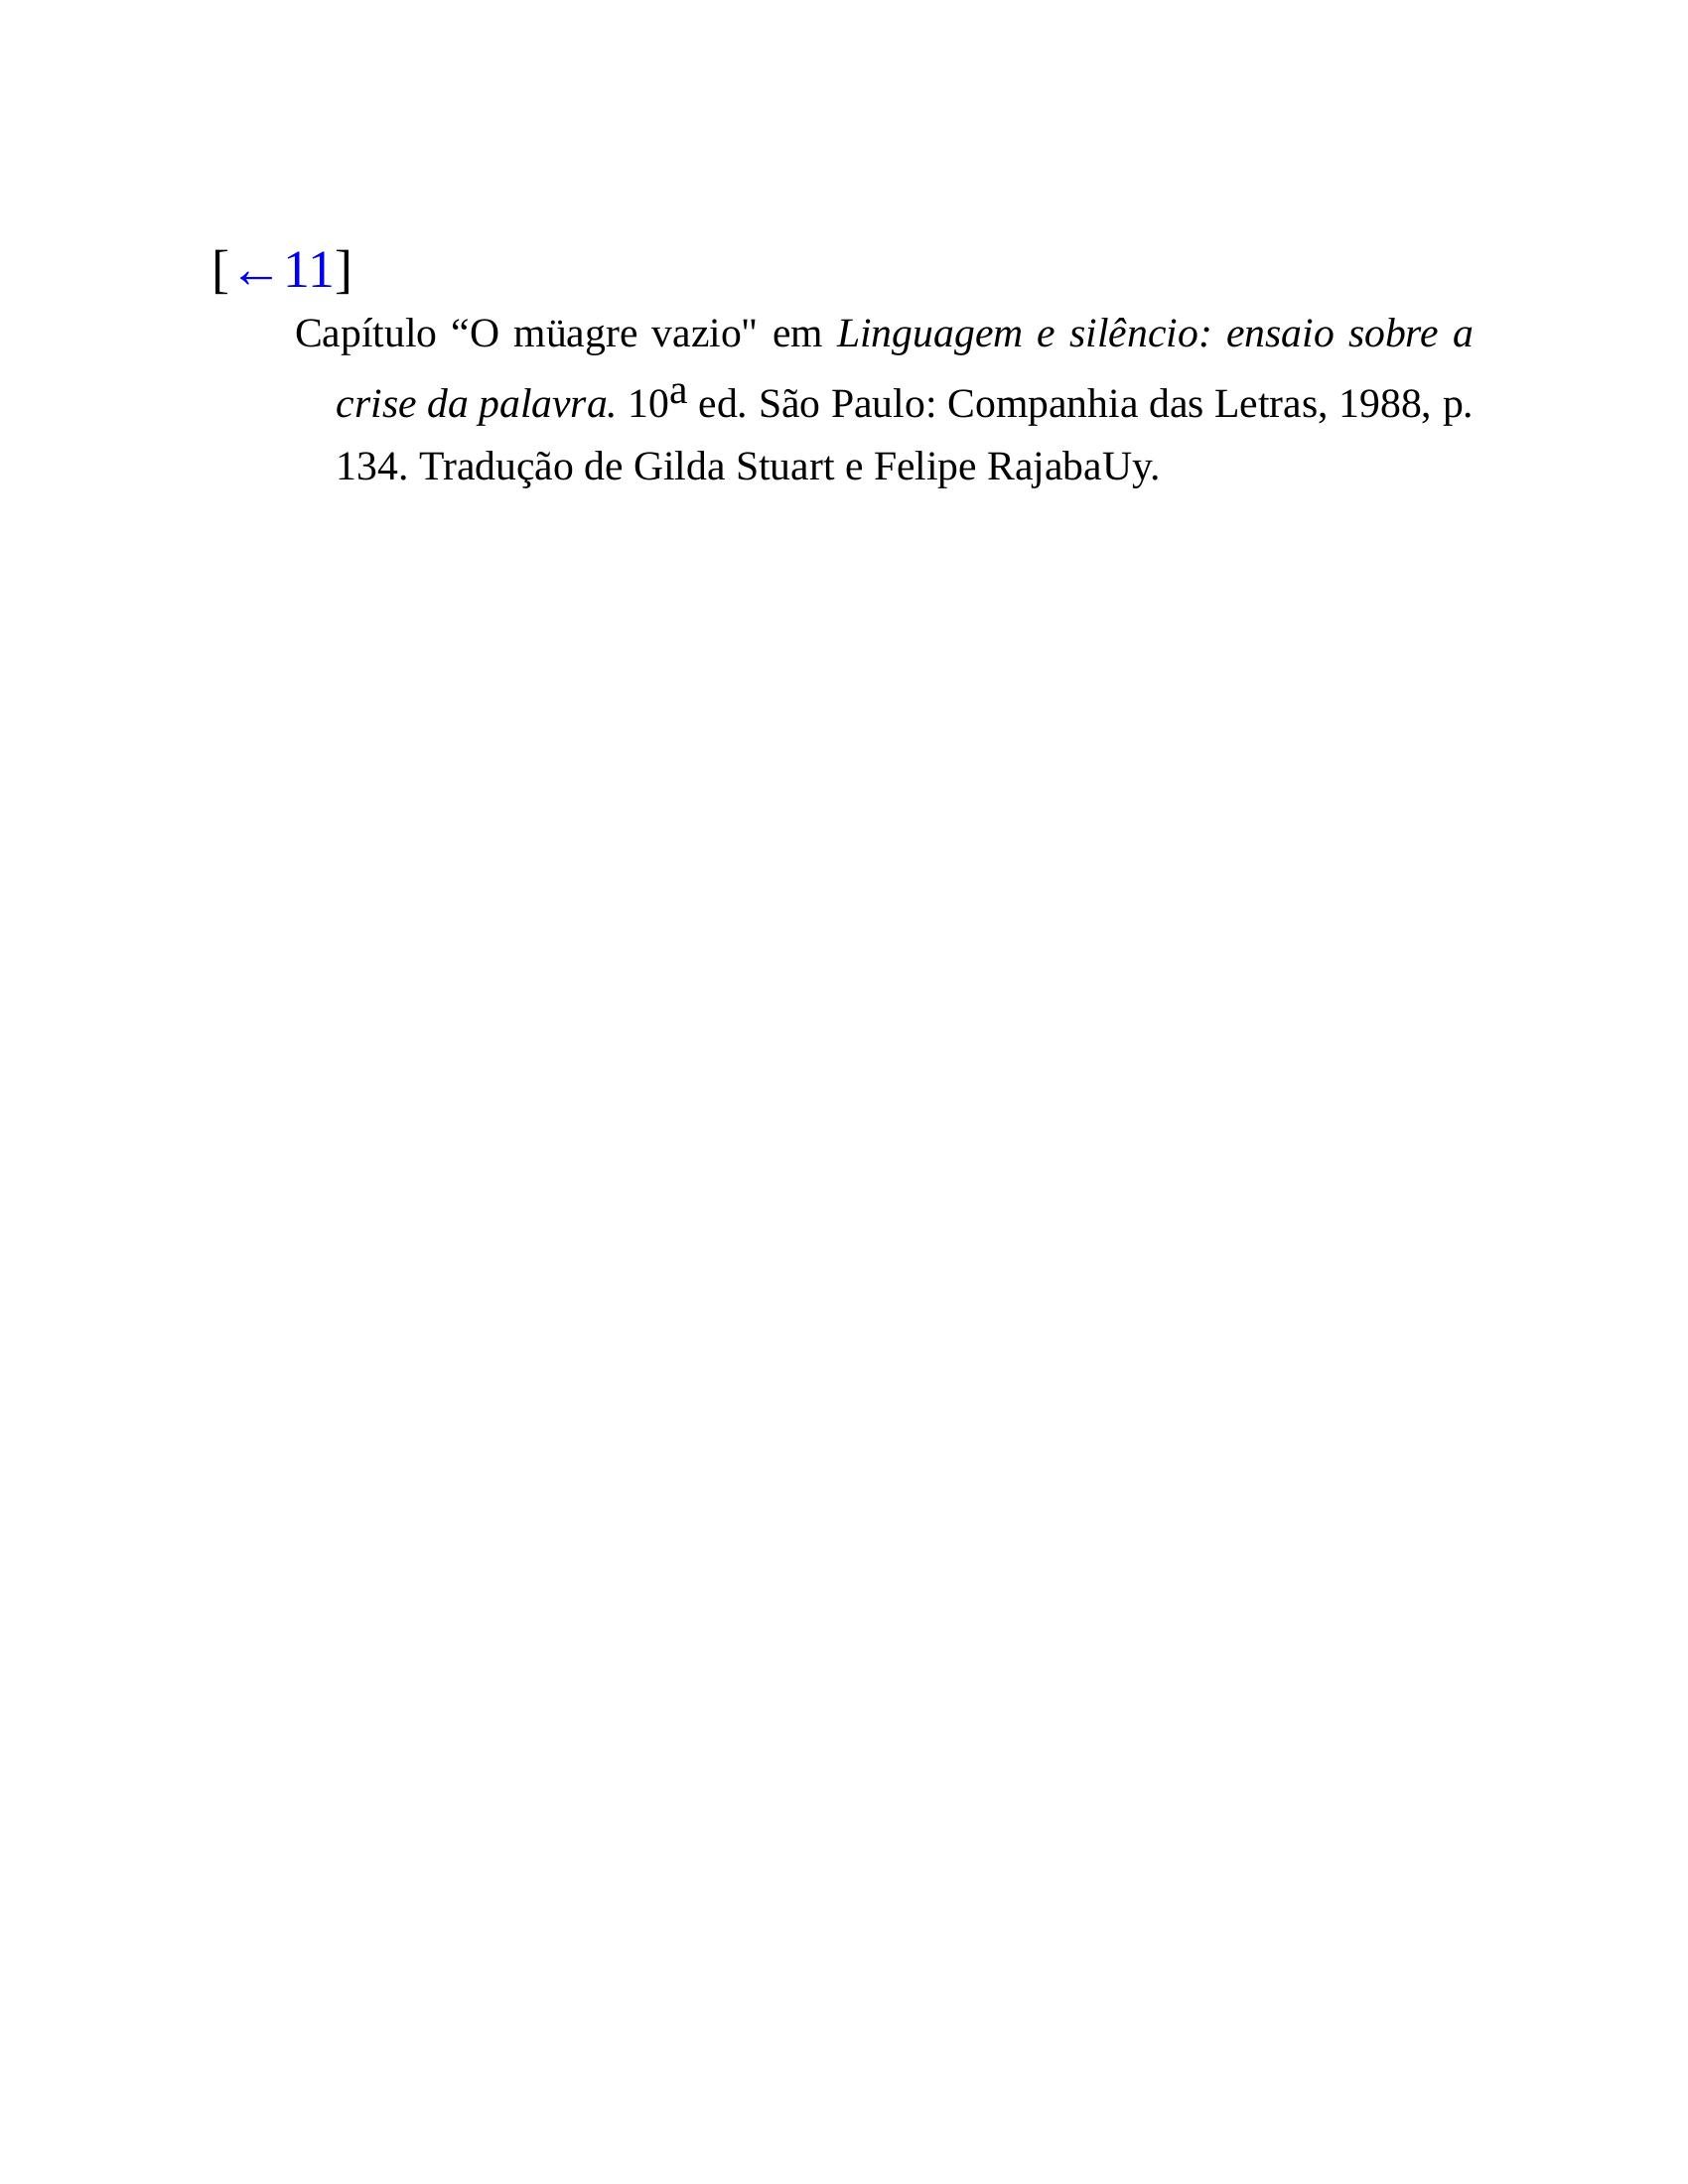 [←11]
Capítulo “O müagre vazio" em Linguagem e silêncio: ensaio sobre a
crise da palavra. 10ª ed. São Paulo: Companhia das Letras, 1988, p.
134. Tradução de Gilda Stuart e Felipe RajabaUy.